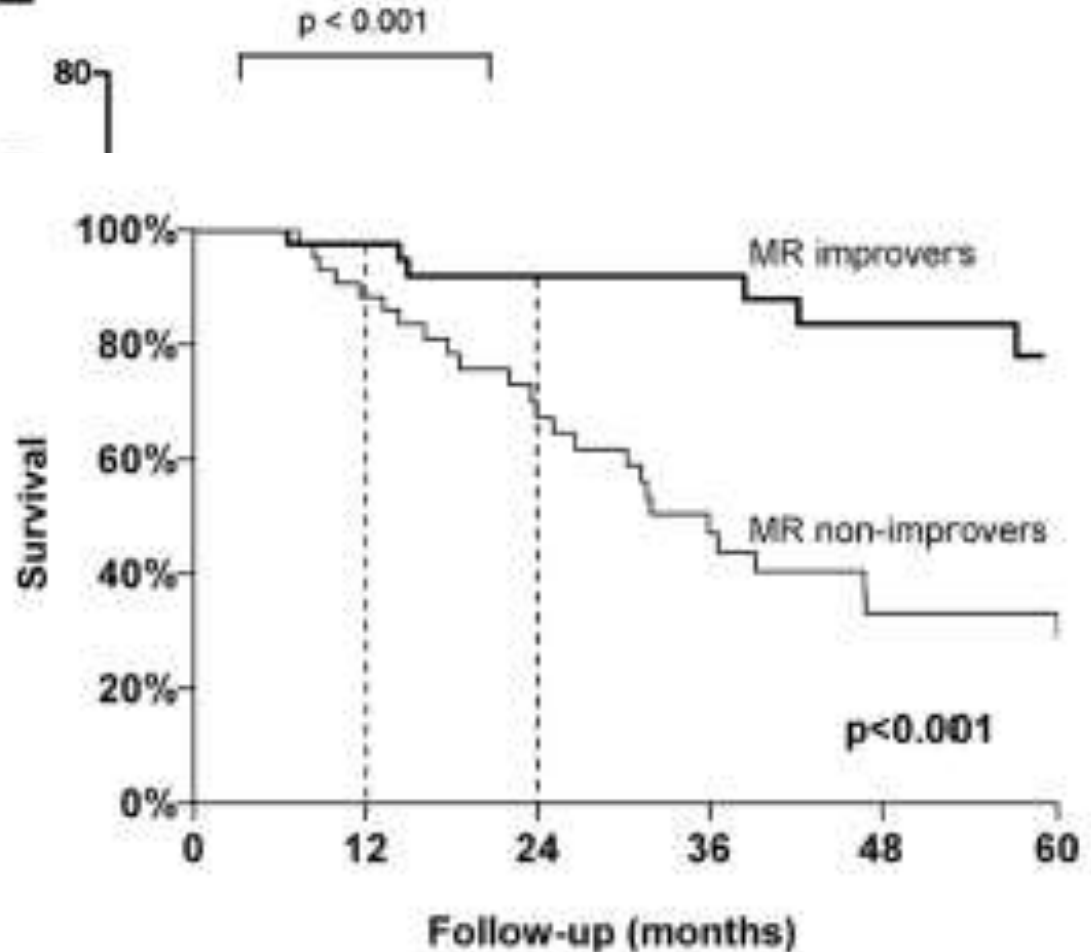 p < 0.001
80
100%
MR improvers
80%
60%
MR non-improvers
40%
20%
p<0.001
0%
0 12 24 36 48 60
Survival
Follow-up (months)